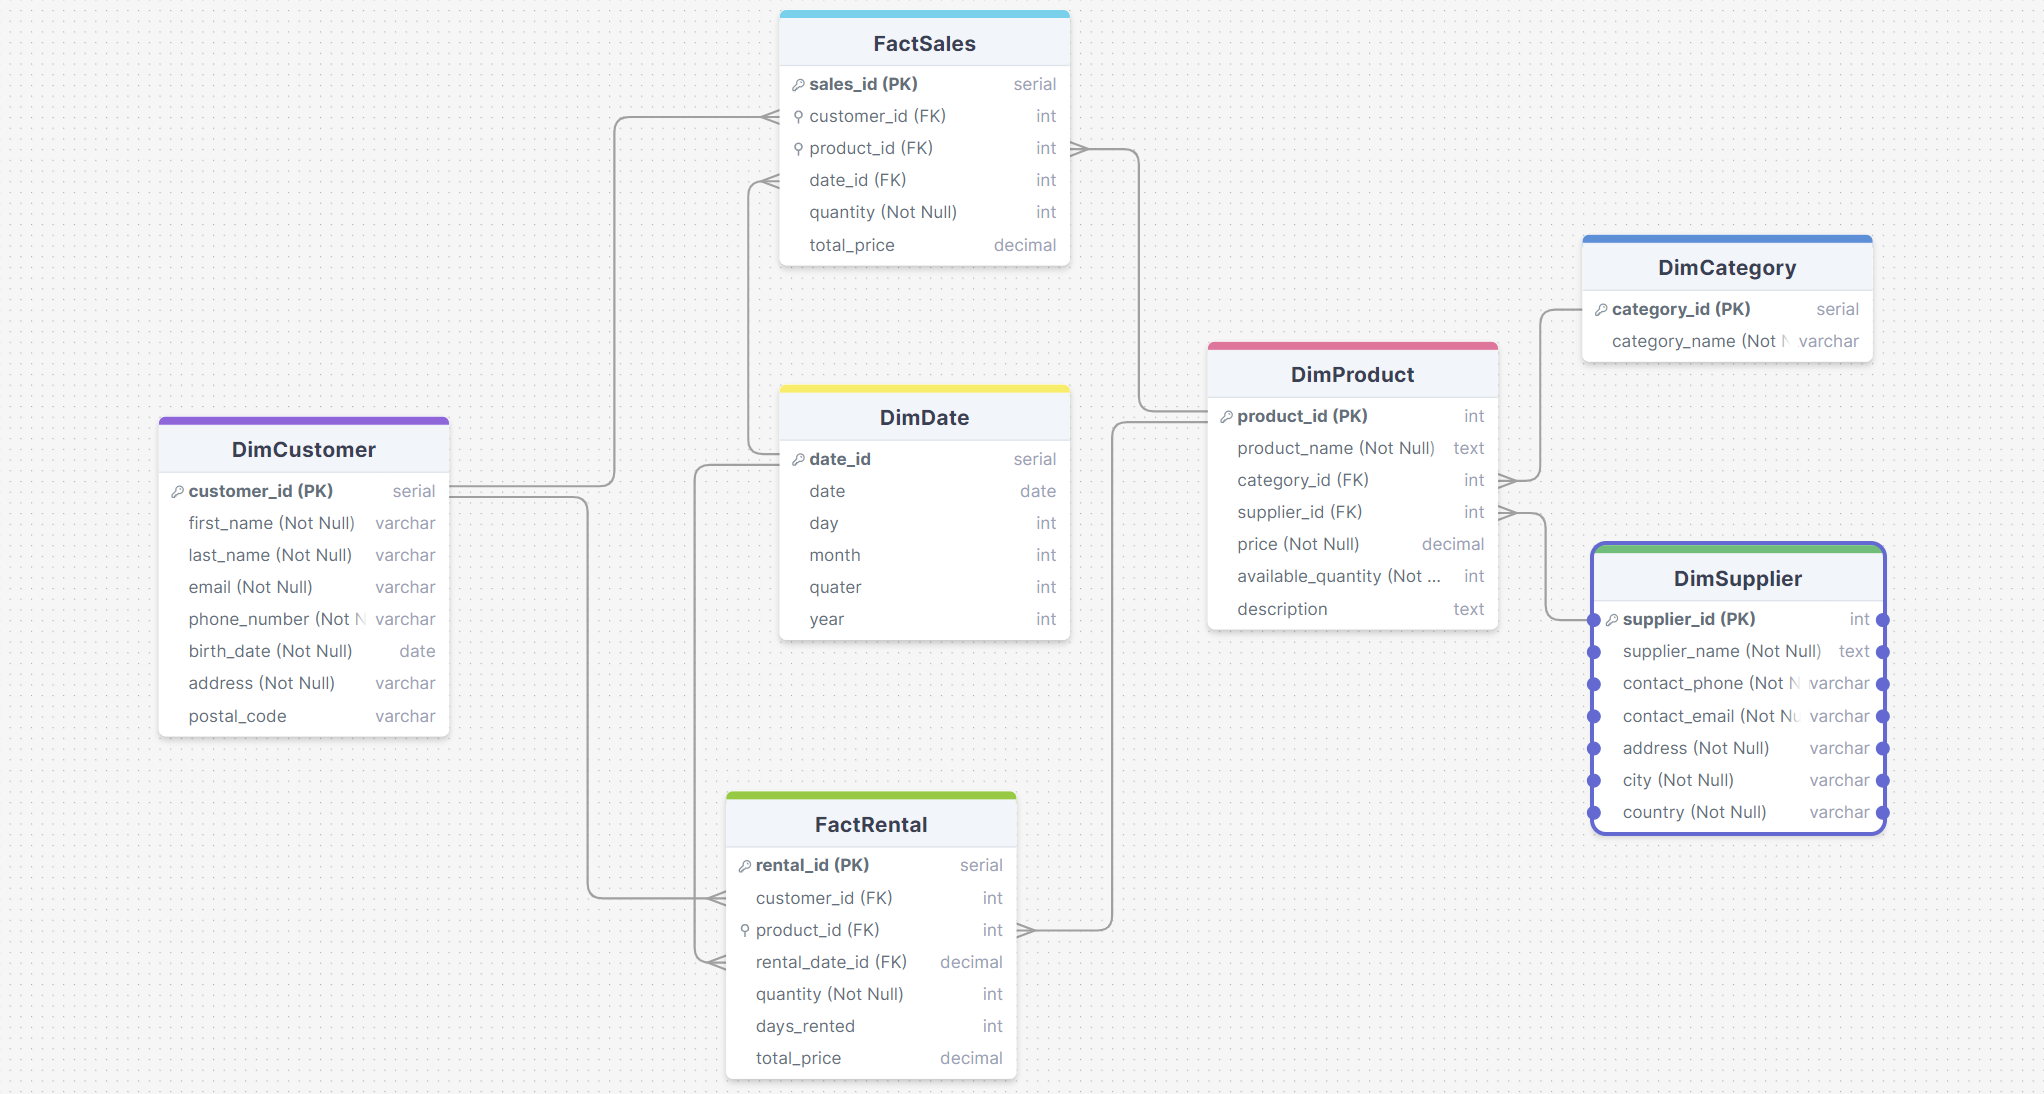 FactSales
sales_id (PK) serial
customer_id (FK) int
product_id (FK) int
date_id (FK) int
quantity (Not Null) int
total_price decimal
DimCategory
category_id (PK) serial
category_name (Not N varchar
DimProduct
product_id (PK) int
product_name (Not Null) text
category_id (FK) int
supplier_id (FK) int
price (Not Null) decimal
available_quantity (Not ... int
description text
DimDate
date_id serial
date date
day int
month int
quater int
year int
DimCustomer
customer_id (PK) serial
first_name (Not Null) varchar
last_name (Not Null) varchar
email (Not Null) varchar
phone_number (Not N varchar
birth_date (Not Null) date
address (Not Null) varchar
postal_code varchar
DimSupplier
supplier_id (PK) int
supplier_name (Not Null) text
contact_phone (Not N varchar
contact_email (Not Nu varchar
address (Not Null) varchar
city (Not Null) varchar
country (Not Null) varchar
FactRental
rental_id (PK) serial
customer_id (FK) int
product_id (FK) int
rental_date_id (FK) decimal
quantity (Not Null) int
days_rented int
total_price decimal